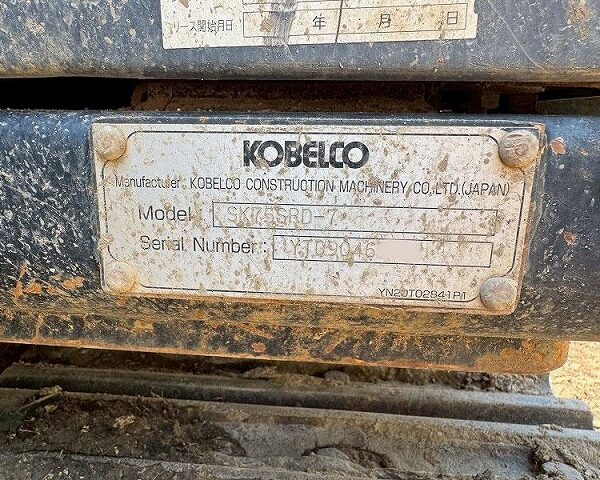 リース開始月日 年 月 日
KOBELCO
Manufacturer: KOBELCO CONSTRUCTION MACHINERY CO.,LTD.(JAPAN)
Model : SK75SRD-7
Serial Number : LYT09046
YN20T02841P1